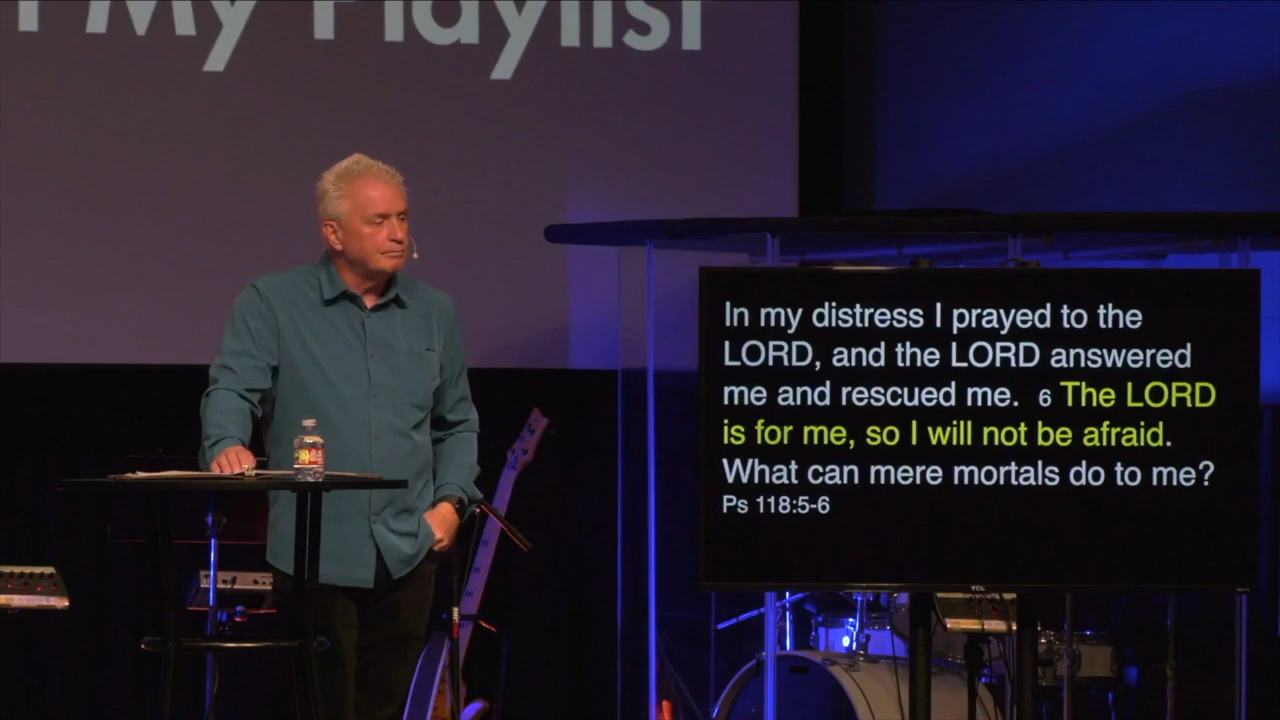 My Playlist
In my distress I prayed to the
LORD, and the LORD answered
me and rescued me. 6 The LORD
is for me, so I will not be afraid.
What can mere mortals do to me?
Ps 118:5-6
TCL